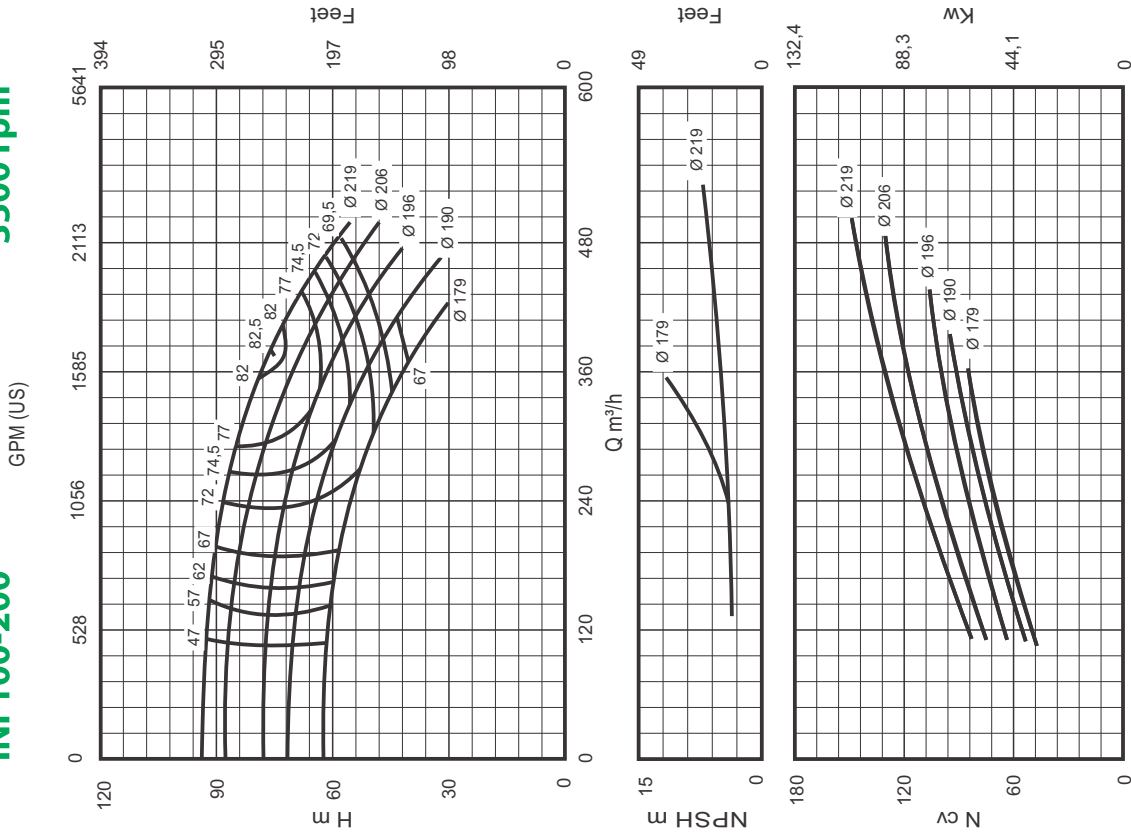 3500 rpm
GPM (US)
0 528 1056 1585 2113 5641
120 394
90 295
60 197
30 98
0 0
H m
Feet
47
57
62
67
72
74,5
77
82
82,5
82
77
74,5
72
69,5
Ø 219
Ø 206
Ø 196
Ø 190
Ø 179
67
0 120 240 360 480 600
Q m³/h
15 49
0 0
NPSH m
Feet
Ø 179
Ø 219
180 132,4
120 88,3
60 44,1
0 0
N cv
Kw
Ø 219
Ø 206
Ø 196
Ø 190
Ø 179